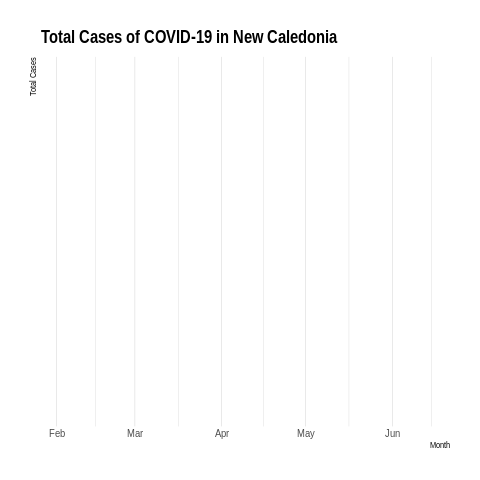 Total Cases of COVID-19 in New Caledonia
Total Cases
Feb Mar Apr May Jun
Month